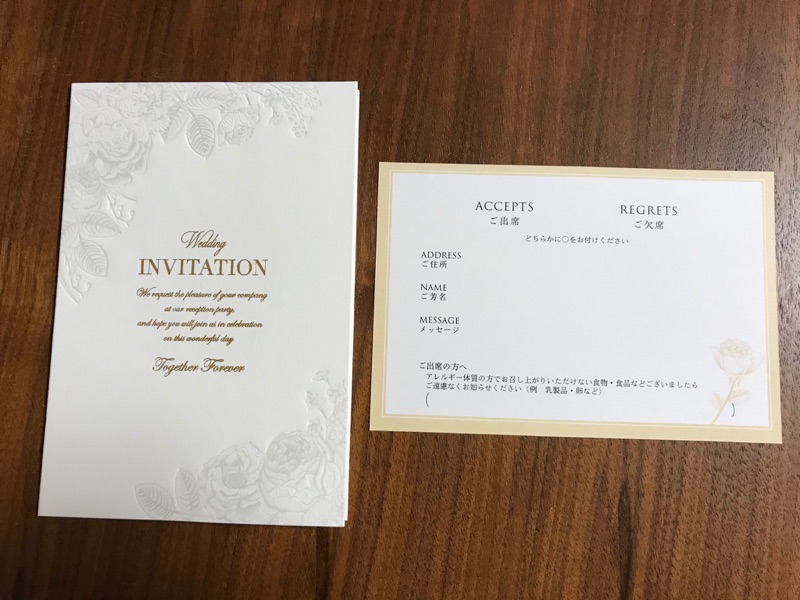 Wedding
INVITATION
We request the pleasure of your company
at our reception party,
and hope you will join us in celebration
on this wonderful day
Together Forever
ACCEPTS
ご出席
REGRETS
ご欠席
どちらかに○をお付けください
ADDRESS
ご住所
NAME
ご芳名
MESSAGE
メッセージ
ご出席の方へ
アレルギー体質の方でお召し上がりいただけない食物・食品などございましたら
ご遠慮なくお知らせください（例　乳製品・卵など）
(　　　)